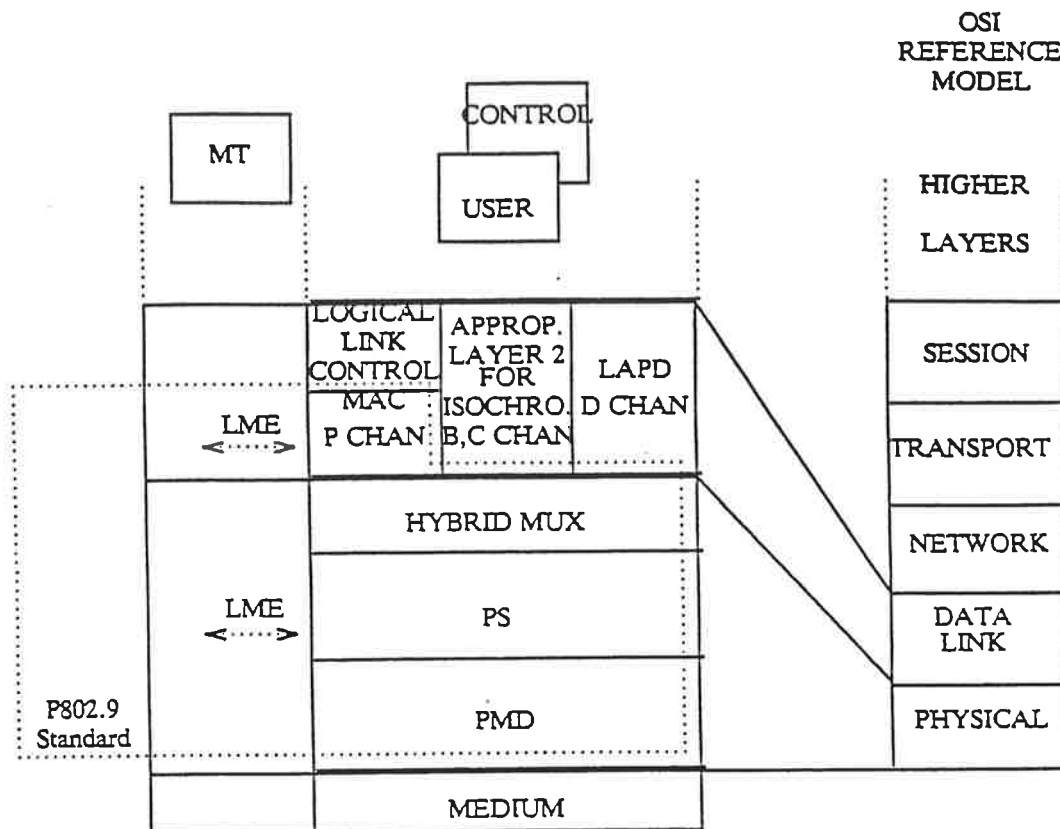 OSI
REFERENCE
MODEL
CONTROL
MT
USER
HIGHER
LAYERS
LOGICAL
LINK
CONTROL
MAC
P CHAN
APPROP.
LAYER 2
FOR
ISOCHRO.
B,C CHAN
LAPD
D CHAN
SESSION
LME
TRANSPORT
HYBRID MUX
NETWORK
LME
PS
DATA
LINK
P802.9
Standard
PMD
PHYSICAL
MEDIUM